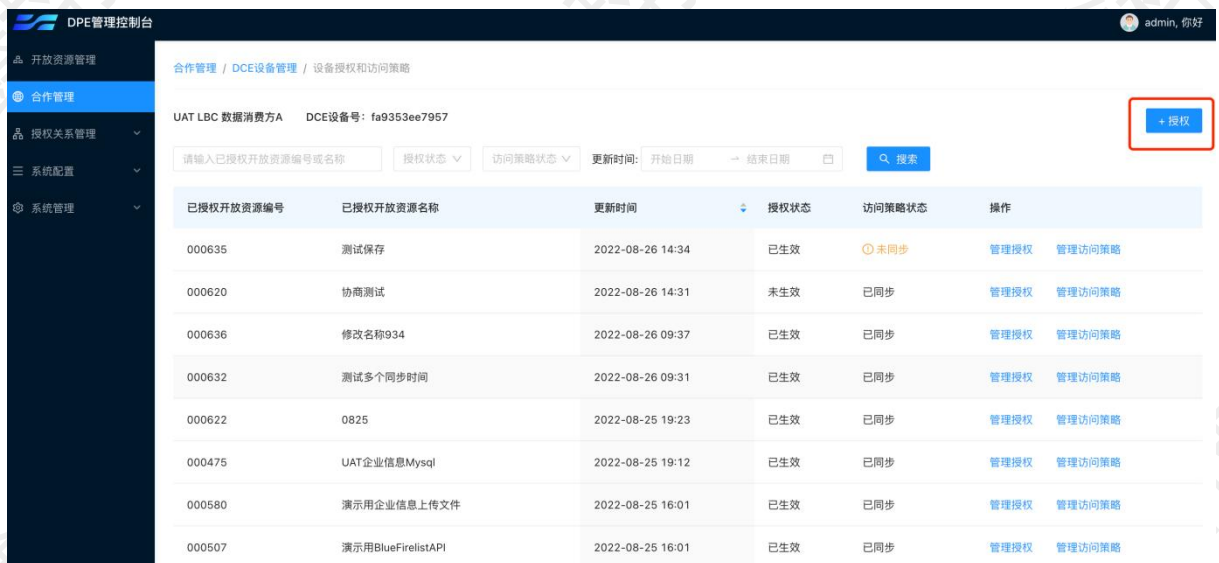 DPE管理控制台
admin, 你好
开放资源管理
合作管理
授权关系管理
系统配置
系统管理
合作管理 / DCE设备管理 / 设备授权和访问策略
UAT LBC 数据消费方A DCE设备号: fa9353ee7957
+ 授权
请输入已授权开放资源编号或名称 授权状态 访问策略状态 更新时间: 开始日期 → 结束日期 搜索
已授权开放资源编号 已授权开放资源名称 更新时间 授权状态 访问策略状态 操作
000635 测试保存 2022-08-26 14:34 已生效 未同步 管理授权 管理访问策略
000620 协商测试 2022-08-26 14:31 未生效 已同步 管理授权 管理访问策略
000636 修改名称934 2022-08-26 09:37 已生效 已同步 管理授权 管理访问策略
000632 测试多个同步时间 2022-08-26 09:31 已生效 已同步 管理授权 管理访问策略
000622 0825 2022-08-25 19:23 已生效 已同步 管理授权 管理访问策略
000475 UAT企业信息Mysql 2022-08-25 19:12 已生效 已同步 管理授权 管理访问策略
000580 演示用企业信息上传文件 2022-08-25 16:01 已生效 已同步 管理授权 管理访问策略
000507 演示用BlueFirelistAPI 2022-08-25 16:01 已生效 已同步 管理授权 管理访问策略